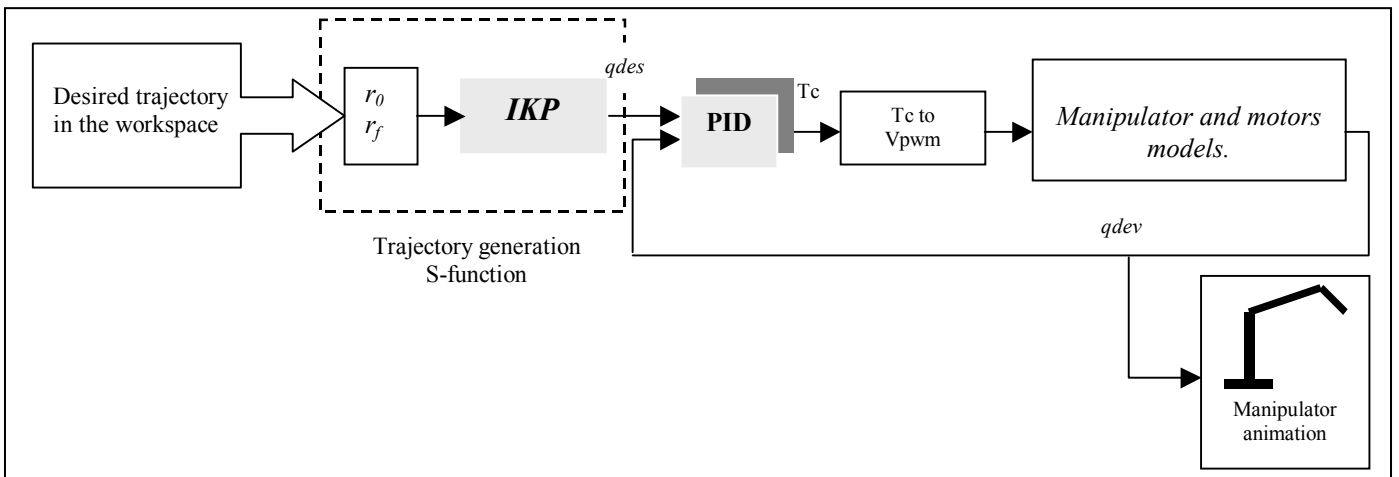 Desired trajectory
in the workspace
r0
rf
IKP
qdes
PID
Tc
Tc to
Vpwm
Manipulator and motors
models.
Trajectory generation
S-function
qdev
Manipulator
animation